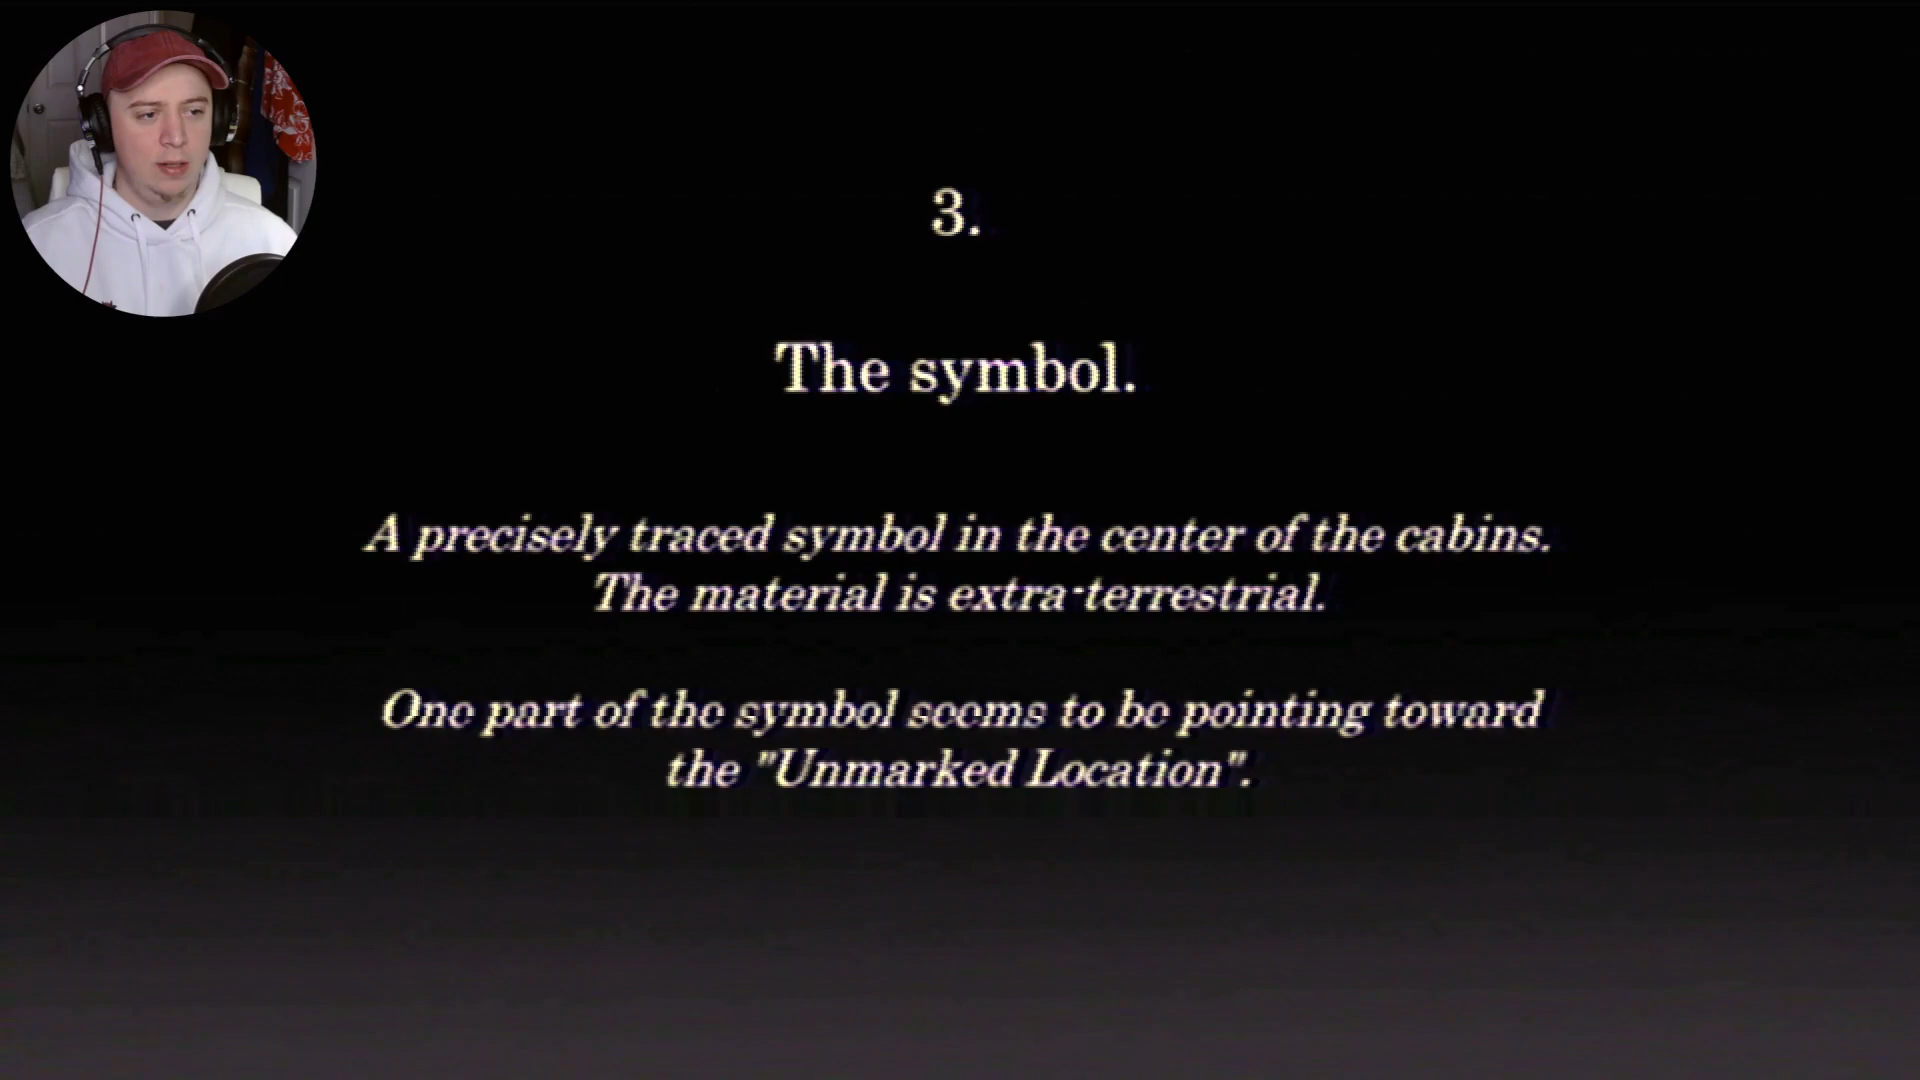 3.
The symbol.
A precisely traced symbol in the center of the cabins.
The material is extra-terrestrial.
One part of the symbol seems to be pointing toward
the "Unmarked Location".